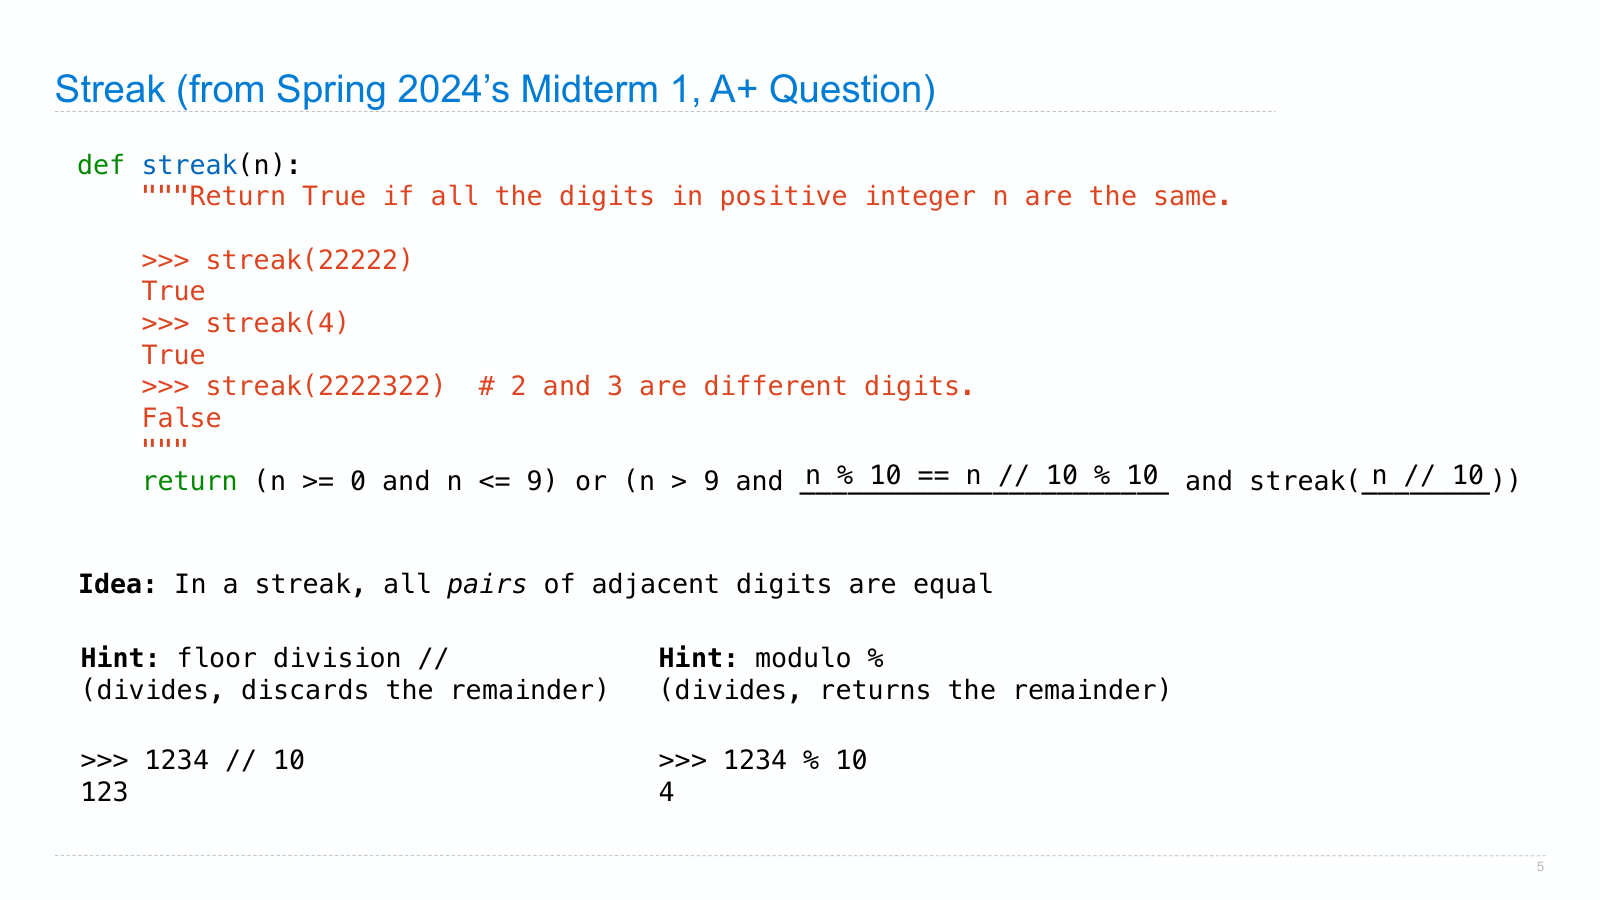 Streak (from Spring 2024’s Midterm 1, A+ Question)
def streak(n):
    """Return True if all the digits in positive integer n are the same.
    >>> streak(22222)
    True
    >>> streak(4)
    True
    >>> streak(2222322)  # 2 and 3 are different digits.
    False
    """
    return (n >= 0 and n <= 9) or (n > 9 and n % 10 == n // 10 % 10 and streak(n // 10))
Idea: In a streak, all pairs of adjacent digits are equal
Hint: floor division //
(divides, discards the remainder)
>>> 1234 // 10
123
Hint: modulo %
(divides, returns the remainder)
>>> 1234 % 10
4
5